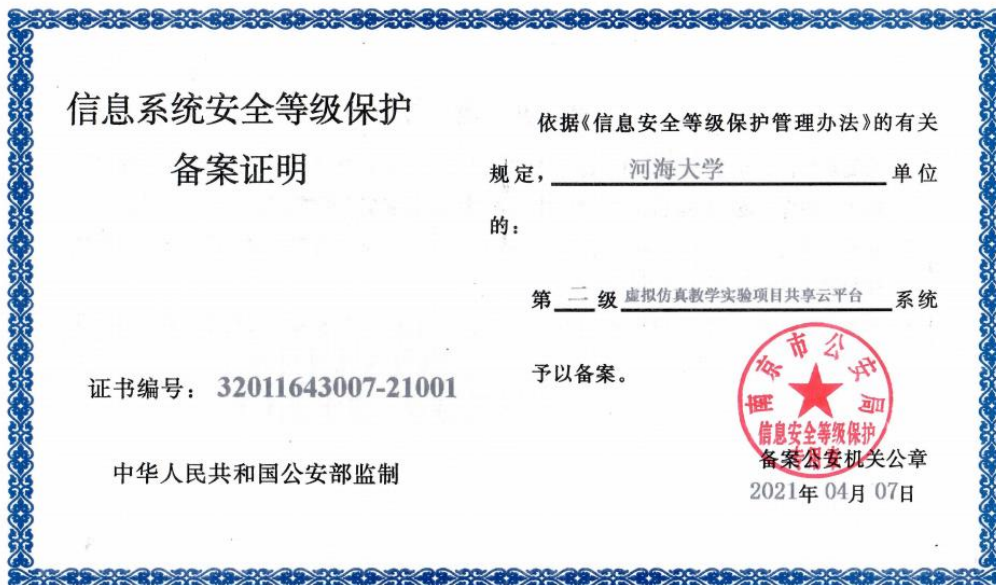 信息系统安全等级保护
备案证明
证书编号： 32011643007-21001
中华人民共和国公安部监制
依据《信息安全等级保护管理办法》的有关
规定， 河海大学 单位
的：
第 二 级 虚拟仿真教学实验项目共享云平台 系统
予以备案。
南京市公安局
信息安全等级保护
专用章
备案公安机关公章
2021年 04月 07日